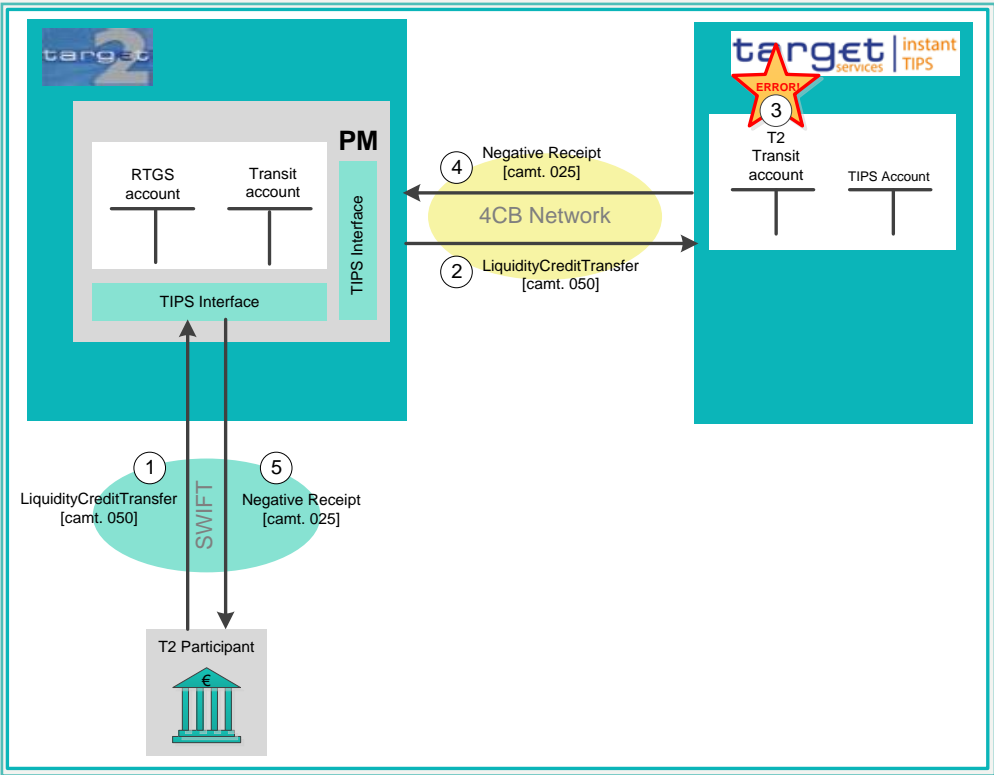 target
2
target
services
instant
TIPS
ERROR!
3
PM
RTGS
account
Transit
account
TIPS Interface
TIPS Interface
4
Negative Receipt
[camt. 025]
4CB Network
2
LiquidityCreditTransfer
[camt. 050]
T2
Transit
account
TIPS Account
1
LiquidityCreditTransfer
[camt. 050]
SWIFT
5
Negative Receipt
[camt. 025]
T2 Participant
€